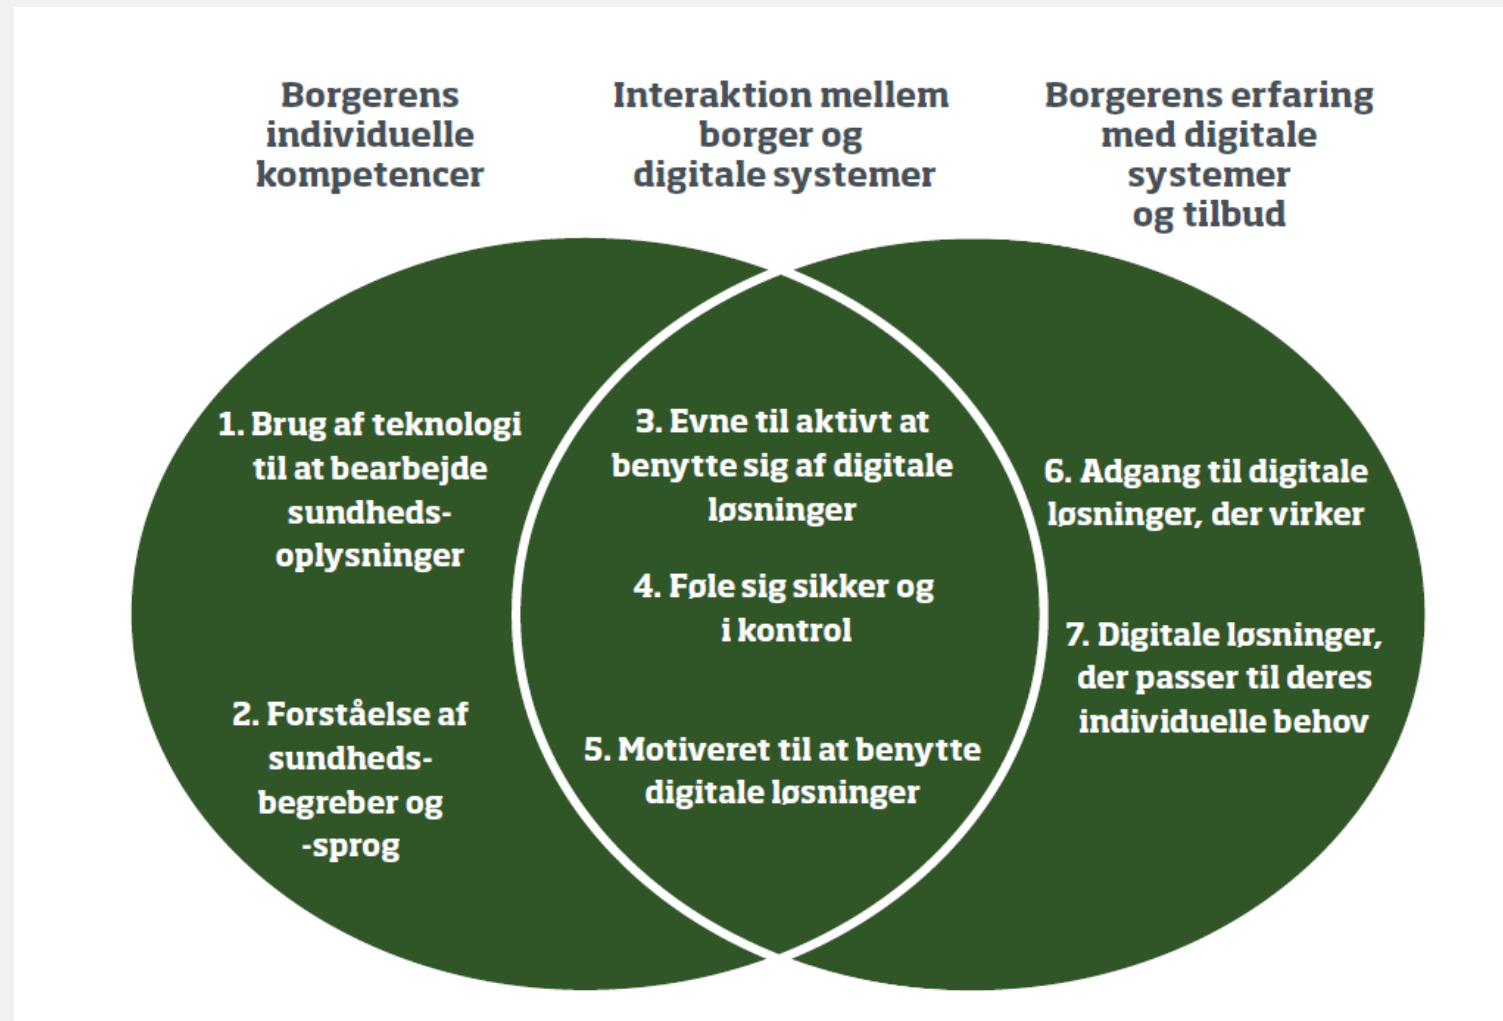 Borgerens
individuelle
kompetencer
Interaktion mellem
borger og
digitale systemer
Borgerens erfaring
med digitale
systemer
og tilbud
1. Brug af teknologi
til at bearbejde
sundheds-
oplysninger
2. Forståelse af
sundheds-
begreber og
-sprog
3. Evne til aktivt at
benytte sig af digitale
løsninger
4. Føle sig sikker og
i kontrol
5. Motiveret til at benytte
digitale løsninger
6. Adgang til digitale
løsninger, der virker
7. Digitale løsninger,
der passer til deres
individuelle behov